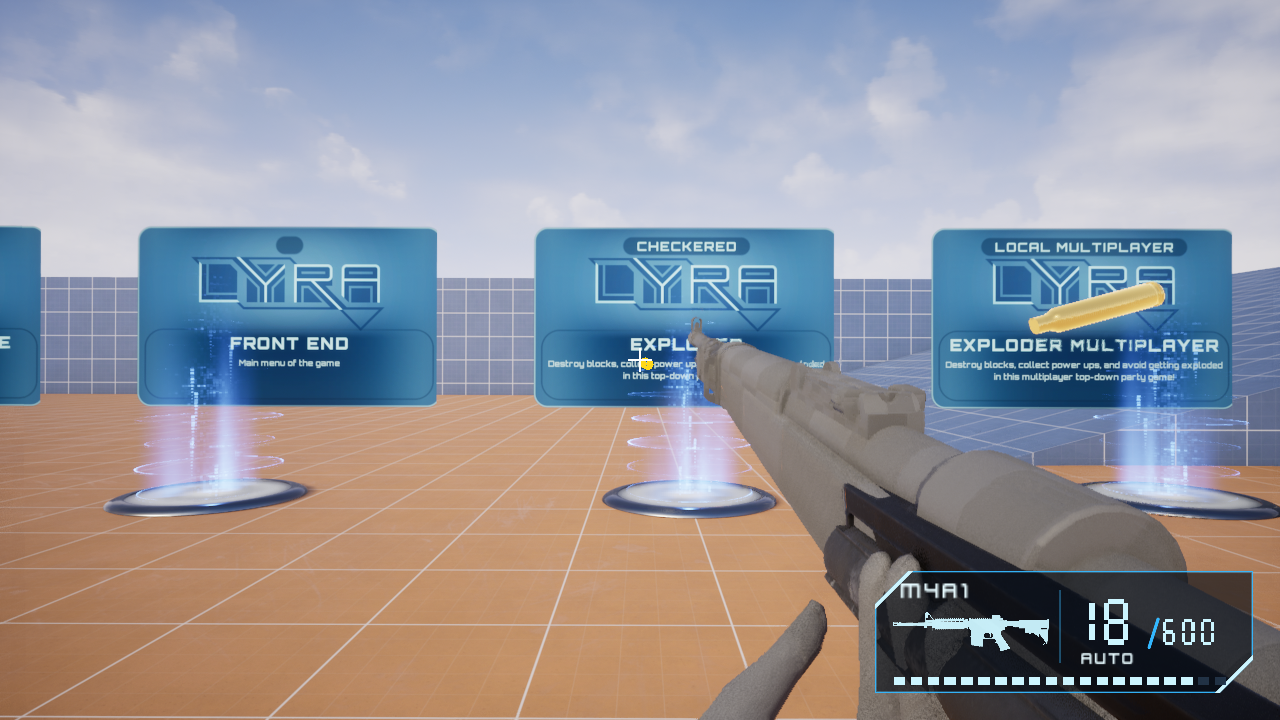 E
LYRA
FRONT END
Main menu of the game
CHECKERED
LYRA
Destroy blocks,
power
in this top-down
LOCAL MULTIPLAYER
LYRA
EXPLODER MULTIPLAYER
Destroy blocks, collect power ups, and avoid getting exploded
in this multiplayer top-down party game!
M4A1
18 /600
AUTO